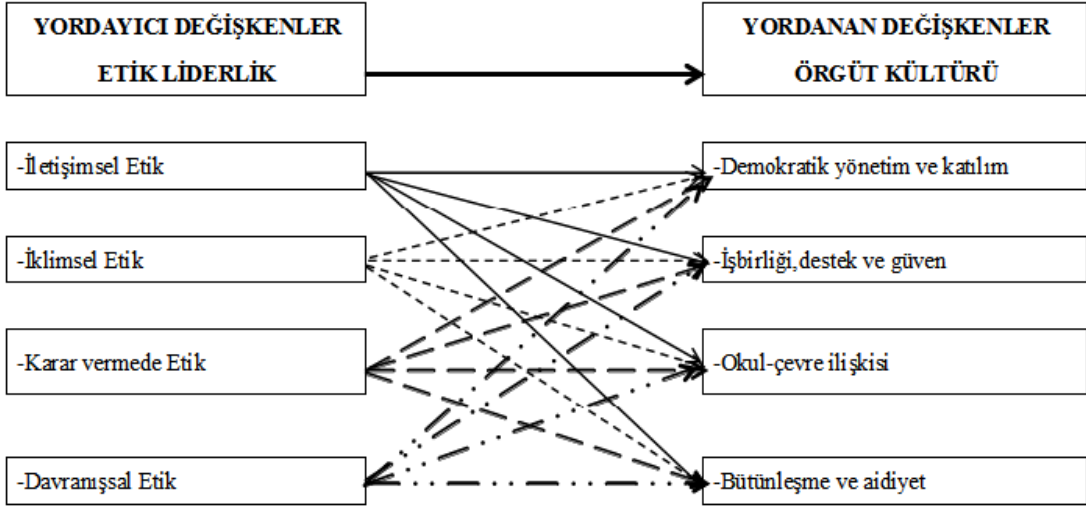 YORDAYICI DEĞİŞKENLER
ETİK LİDERLİK
YORDANAN DEĞİŞKENLER
ÖRGÜT KÜLTÜRÜ
-İletişimsel Etik
-Demokratik yönetim ve katılım
-İklimsel Etik
-İşbirliği,destek ve güven
-Karar vermede Etik
-Okul-çevre ilişkisi
-Davranışsal Etik
-Bütünleşme ve aidiyet